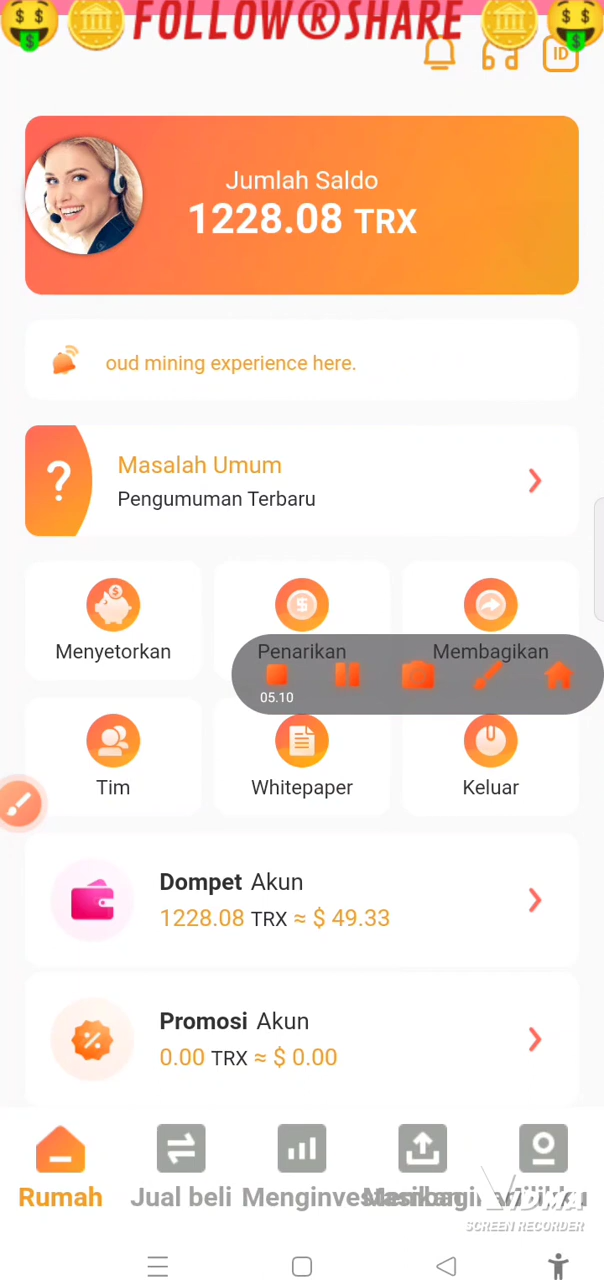 FOLLOW®SHARE
ID
Jumlah Saldo
1228.08 TRX
oud mining experience here.
?
Masalah Umum
Pengumuman Terbaru
Menyetorkan
Penarikan
Membagikan
05.10
Tim
Whitepaper
Keluar
Dompet Akun
1228.08 TRX ≈ $ 49.33
Promosi Akun
0.00 TRX ≈ $ 0.00
Rumah
Jual beli
VIDMA
SCREEN RECORDER